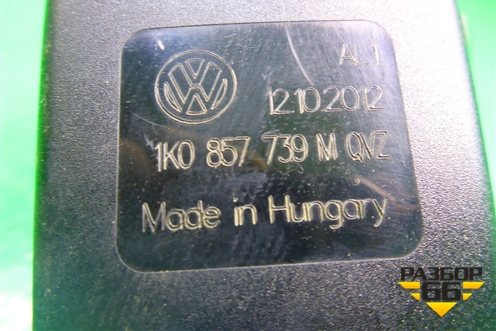 AL1
12.10.2012
1K0 857 739 M QVZ
Made in Hungary
РАЗБОР
66